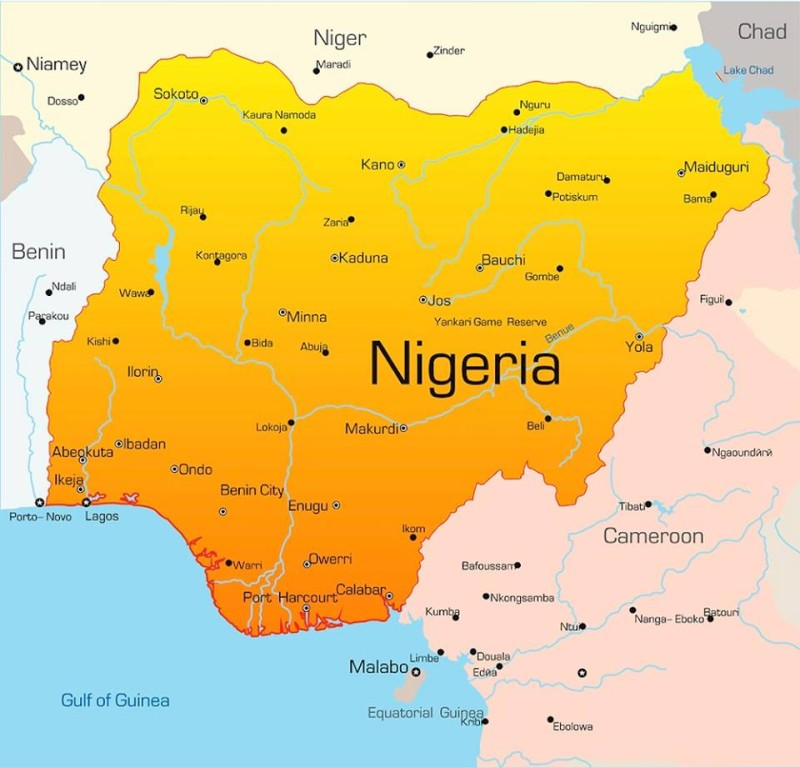 Nguigmi
Chad
Niger
Zinder
Niamey
Maradi
Lake Chad
Dosso
Sokoto
Kaura Namoda
Nguru
Hadejia
Kano
Maiduguri
Damaturu
Potiskum
Bama
Rijau
Zaria
Benin
Kontagora
Kaduna
Bauchi
Gombe
Ndali
Wawa
Jos
Figuil
Parakou
Minna
Yankari Game Reserve
Benue
Kishi
Bida
Abuja
Nigeria
Yola
Ilorin
Lokoja
Makurdi
Beli
Ibadan
Abeokuta
Ngaoundйrй
Ondo
Ikeja
Benin City
Enugu
Tibati
Porto-Novo
Lagos
Ikom
Cameroon
Warri
Owerri
Bafoussam
Calabar
Port Harcourt
Nkongsamba
Kumba
Nanga-Eboko
Batouri
Ntui
Limbe
Douala
Malabo
Edйa
Gulf of Guinea
Equatorial Guinea
Kribi
Ebolowa